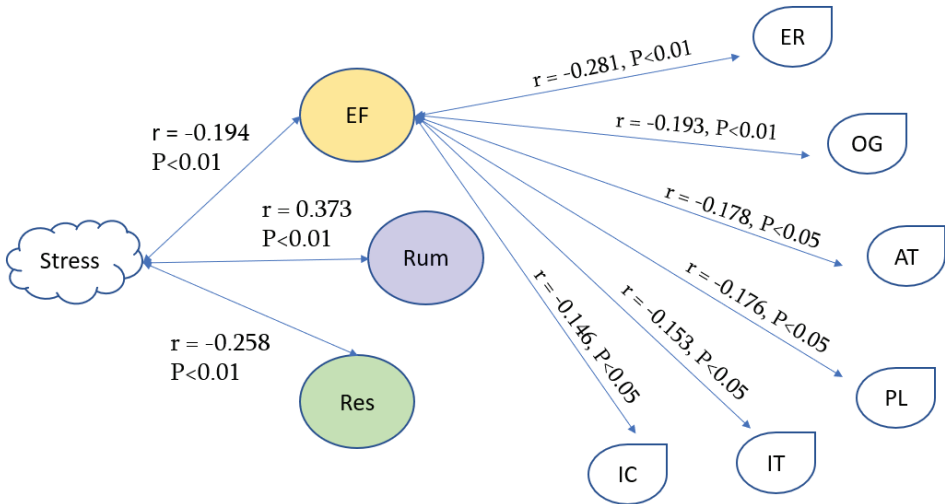 ER
r = -0.281, P<0.01
EF
r = -0.193, P<0.01
OG
r = -0.194
P<0.01
r = -0.178, P<0.05
r = 0.373
P<0.01
Stress
Rum
AT
r = -0.176, P<0.05
r = -0.153, P<0.05
r = -0.146, P<0.05
r = -0.258
P<0.01
Res
PL
IC
IT